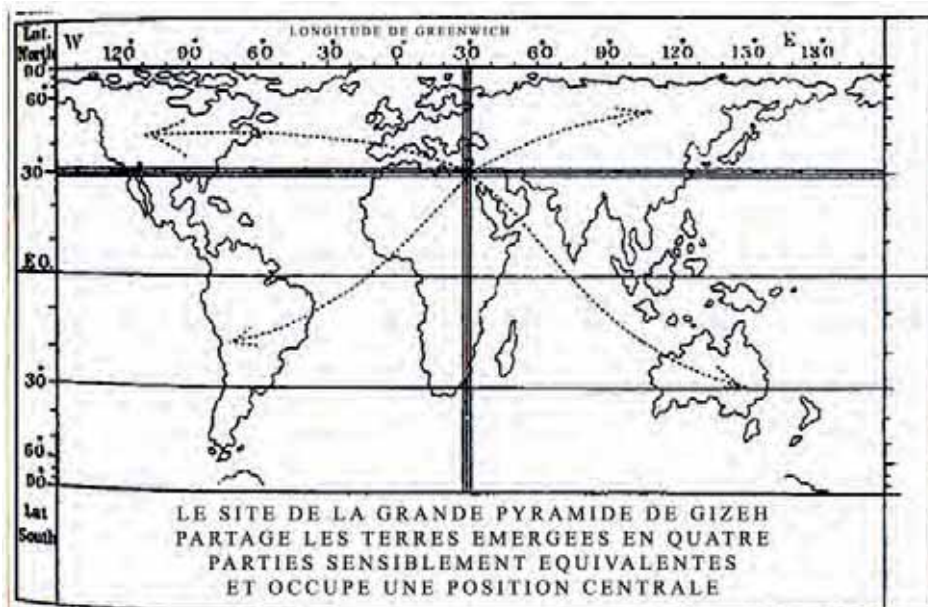 Lat. North
W LONGITUDE DE GREENWICH E
120° 90° 60° 30° 0° 30° 60° 90° 120° 150° 180°
60°
30°
EQ.
30°
60°
Lat South
LE SITE DE LA GRANDE PYRAMIDE DE GIZEH
PARTAGE LES TERRES EMERGEES EN QUATRE
PARTIES SENSIBLEMENT EQUIVALENTES
ET OCCUPE UNE POSITION CENTRALE